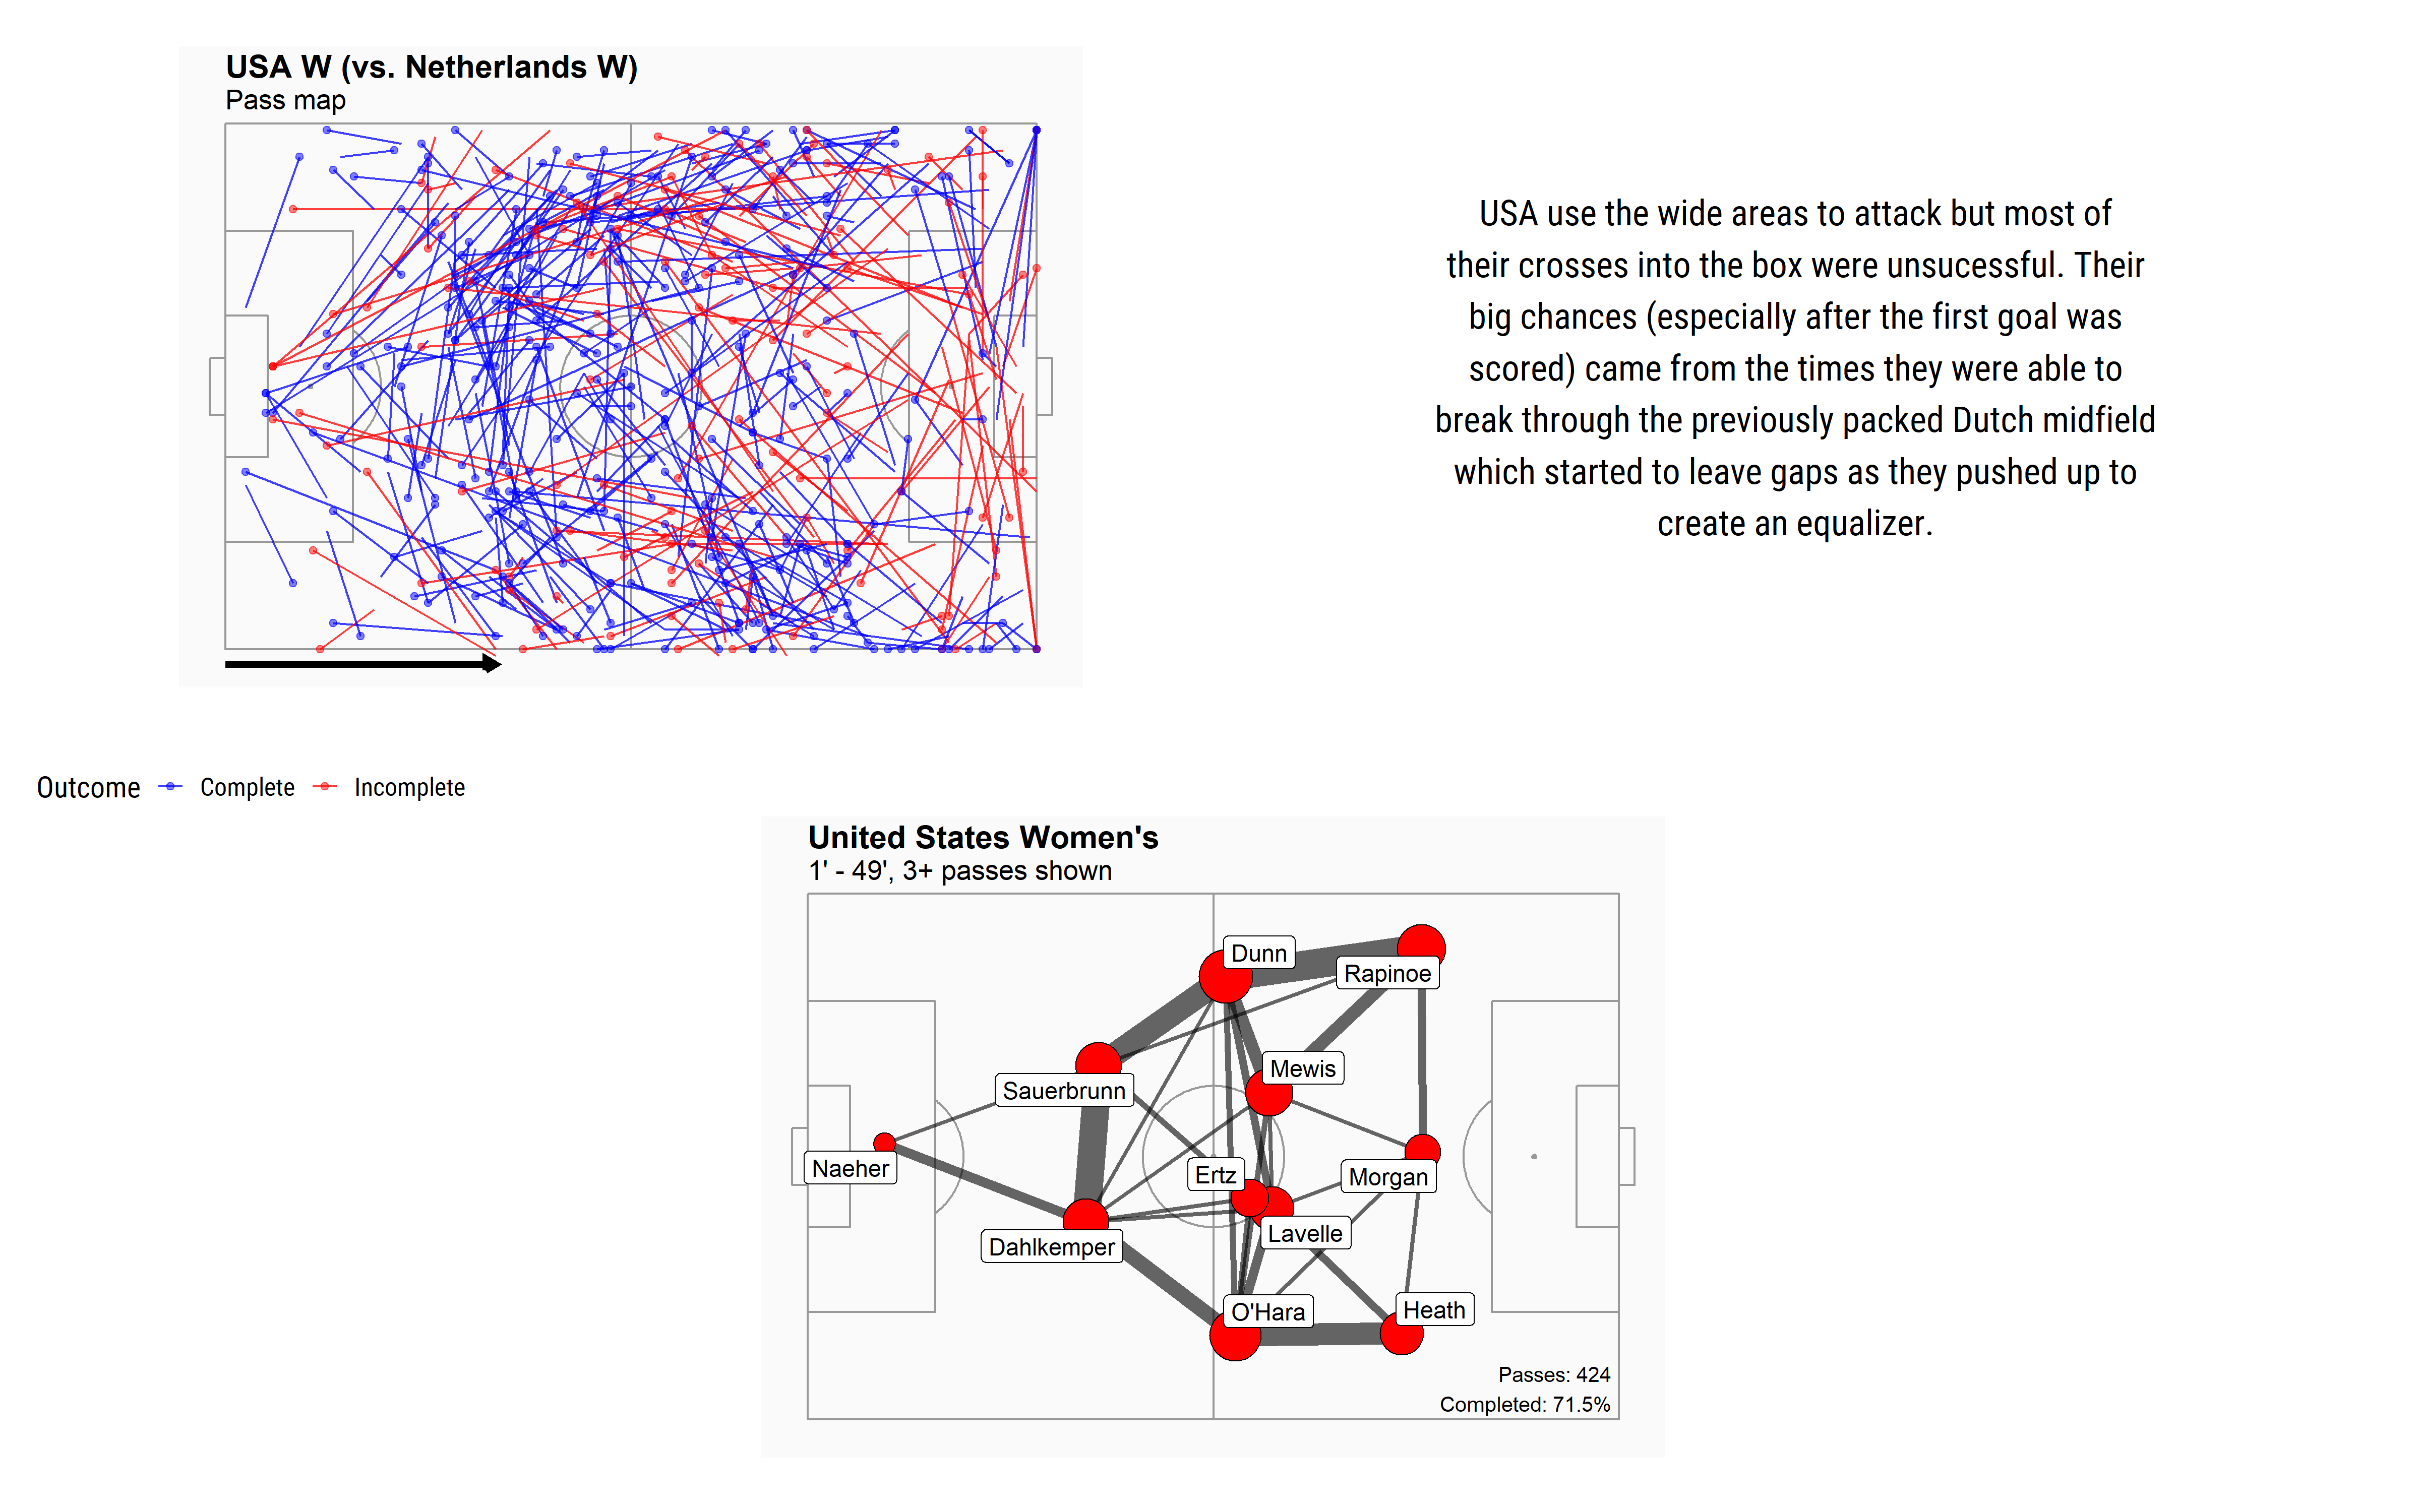 USA W (vs. Netherlands W)
Pass map
USA use the wide areas to attack but most of
their crosses into the box were unsucessful. Their
big chances (especially after the first goal was
scored) came from the times they were able to
break through the previously packed Dutch midfield
which started to leave gaps as they pushed up to
create an equalizer.
Outcome Complete Incomplete
United States Women's
1' - 49', 3+ passes shown
Dunn
Rapinoe
Mewis
Sauerbrunn
Naeher
Ertz
Morgan
Lavelle
Dahlkemper
O'Hara
Heath
Passes: 424
Completed: 71.5%